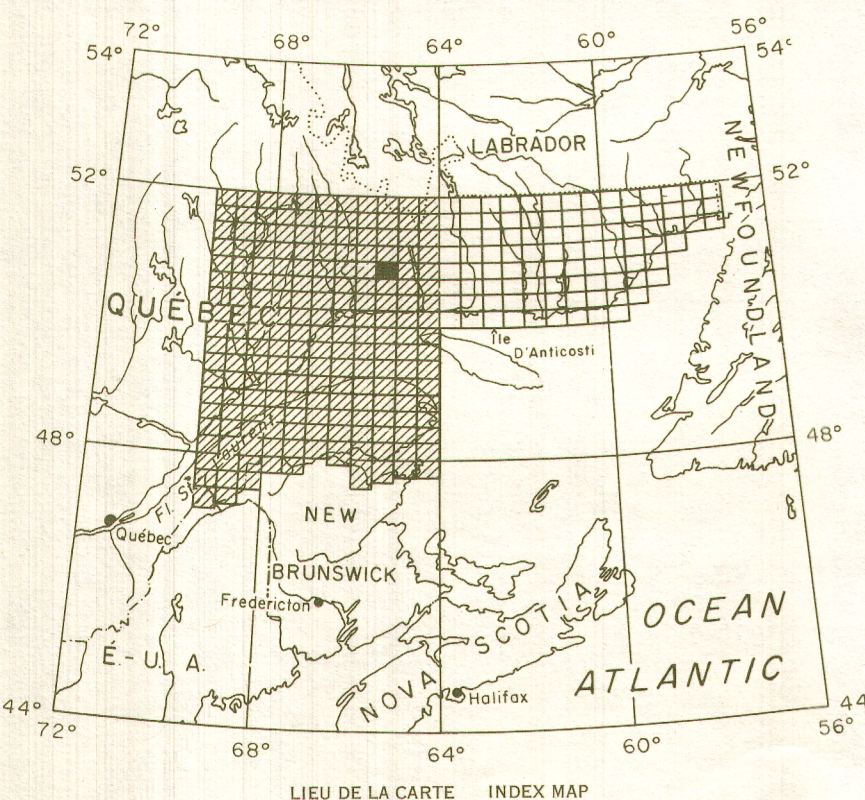 72° 68° 64° 60° 56°
54° 54°
LABRADOR
52° 52°
NEWFOUNDLAND
QUÉBEC
Île
D'Anticosti
48° 48°
Fl. St Laurent
Québec
NEW
BRUNSWICK
Fredericton
NOVA SCOTIA
OCEAN
ATLANTIC
É.-U. A.
Halifax
44° 44
72° 68° 64° 60° 56°
LIEU DE LA CARTE INDEX MAP